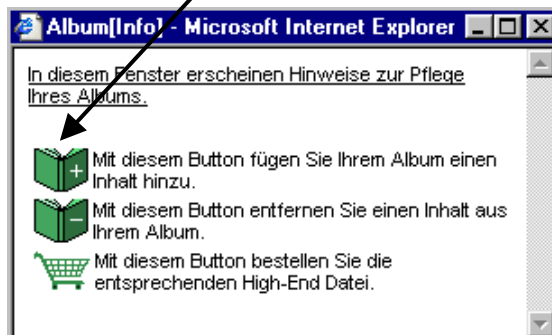 Album[Info] - Microsoft Internet Explorer
In diesem Fenster erscheinen Hinweise zur Pflege
Ihres Albums.
Mit diesem Button fügen Sie Ihrem Album einen
Inhalt hinzu.
Mit diesem Button entfernen Sie einen Inhalt aus
Ihrem Album.
Mit diesem Button bestellen Sie die
entsprechenden High-End Datei.